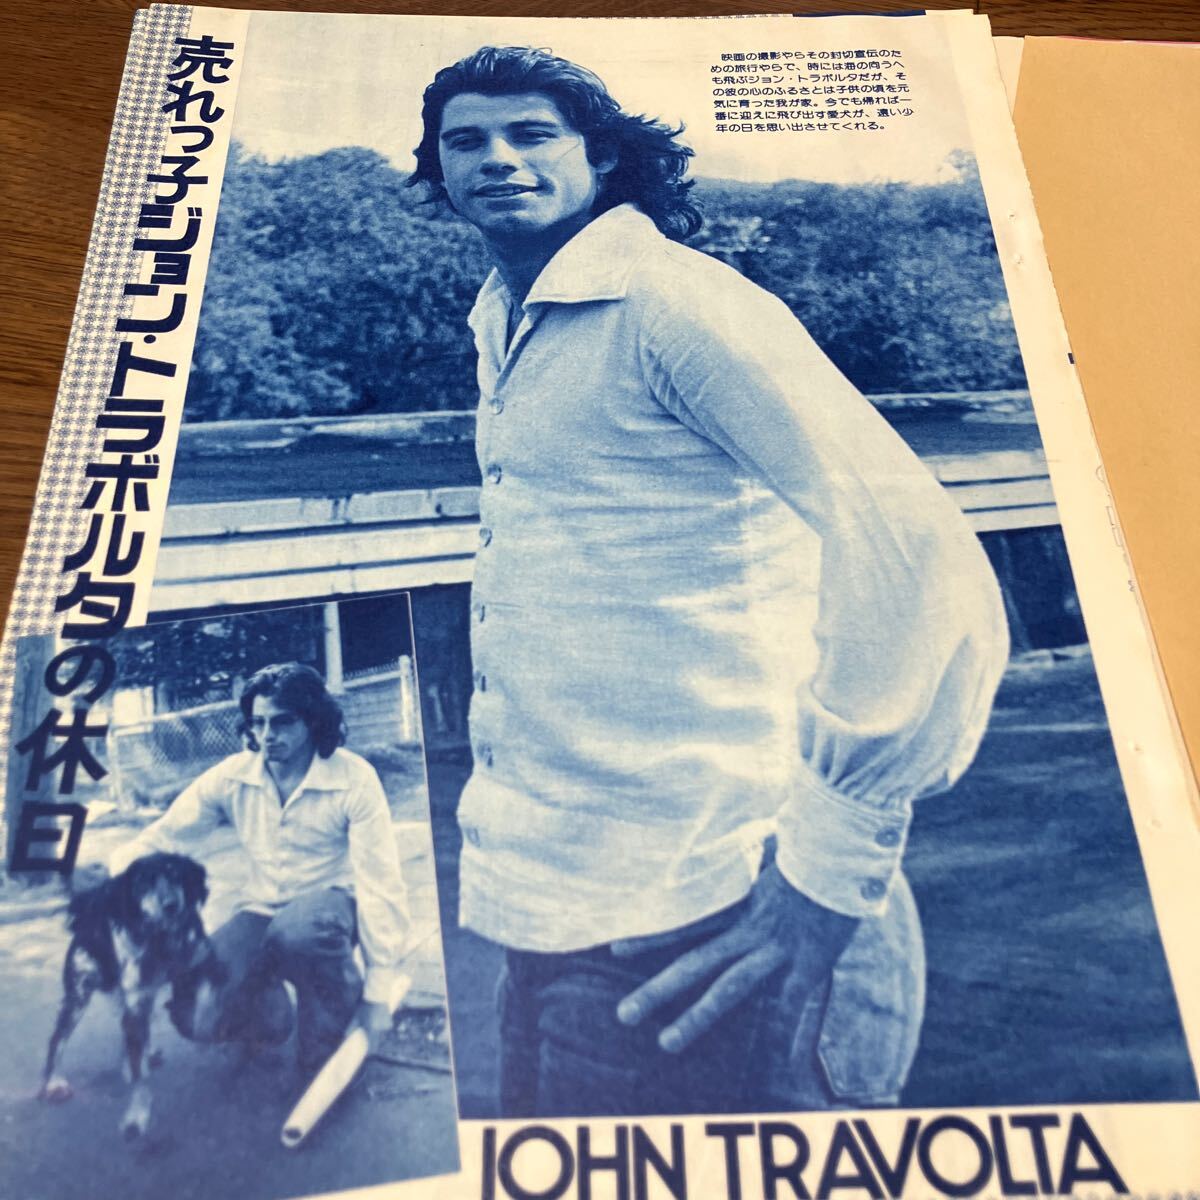 売れっ子ジョン・トラボルタの休日
映画の撮影やらその封切宣伝のた
めの旅行やらで、時には海の向うへ
も飛ぶジョン・トラボルタだが、そ
の彼の心のふるさとは子供の頃を元
気に育った我が家。今でも帰れば一
番に迎えに飛び出す愛犬が、遠い少
年の日を思い出させてくれる。
JOHN TRAVOLTA